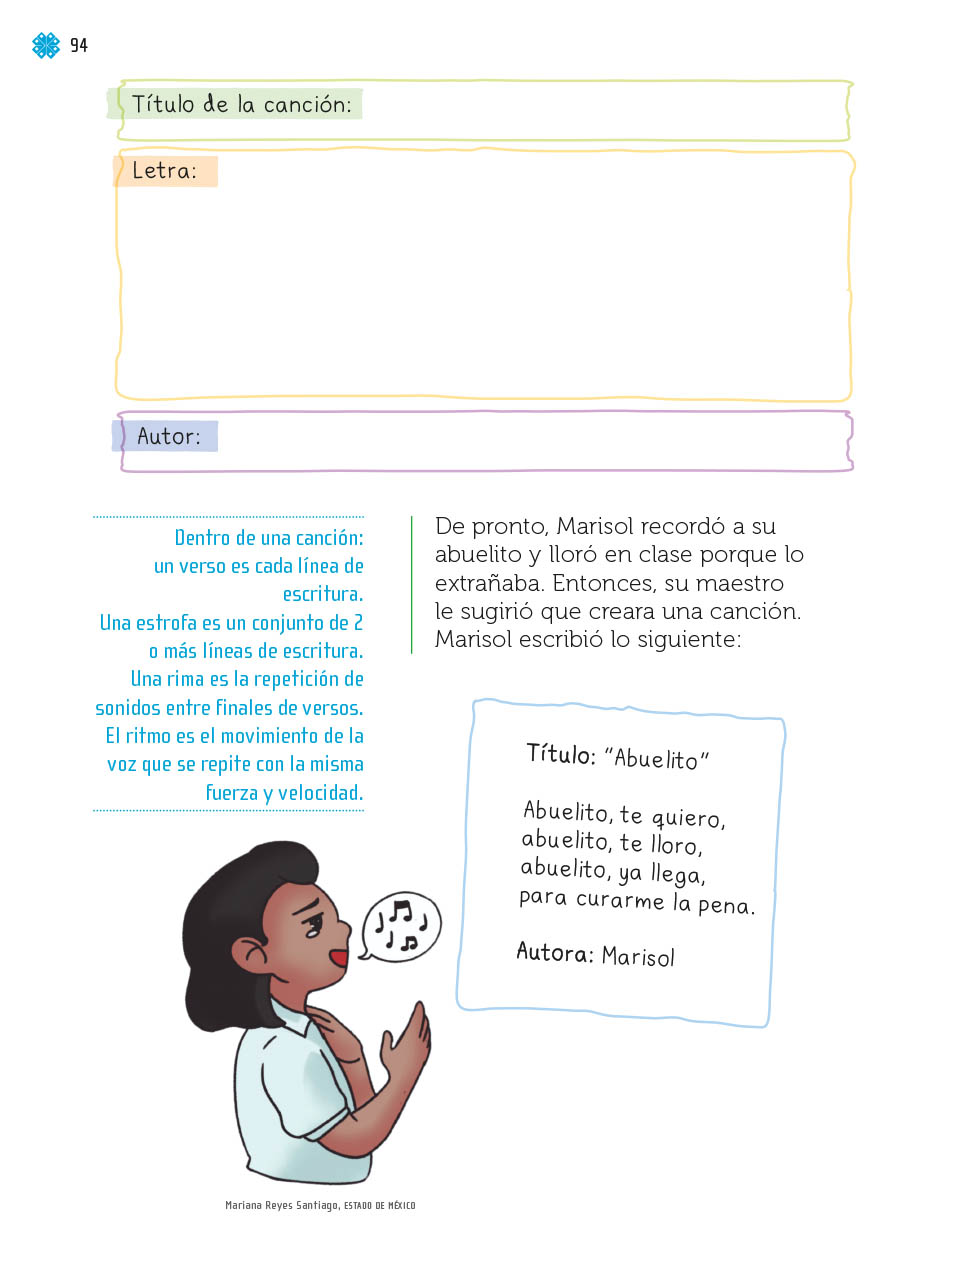 94
Título de la canción:
Letra:
Autor:
Dentro de una canción:
un verso es cada línea de
escritura.
Una estrofa es un conjunto de 2
o más líneas de escritura.
Una rima es la repetición de
sonidos entre finales de versos.
El ritmo es el movimiento de la
voz que se repite con la misma
fuerza y velocidad.
De pronto, Marisol recordó a su
abuelito y lloró en clase porque lo
extrañaba. Entonces, su maestro
le sugirió que creara una canción.
Marisol escribió lo siguiente:
Título: “Abuelito”
Abuelito, te quiero,
abuelito, te lloro,
abuelito, ya llega,
para curarme la pena.
Autora: Marisol
Mariana Reyes Santiago, ESTADO DE MÉXICO